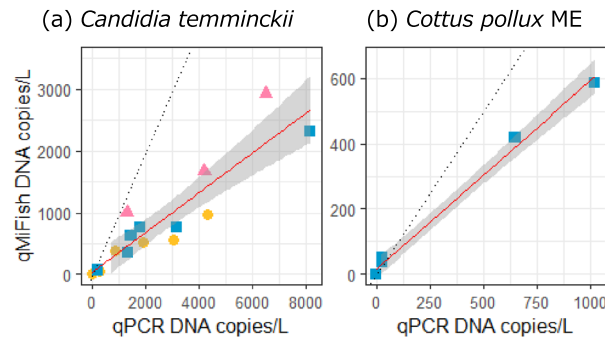 (a) Candidia temminckii
(b) Cottus pollux ME
qMiFish DNA copies/L
3000
2000
1000
0
0 2000 4000 6000 8000
qPCR DNA copies/L
600
400
200
0
0 250 500 750 1000
qPCR DNA copies/L